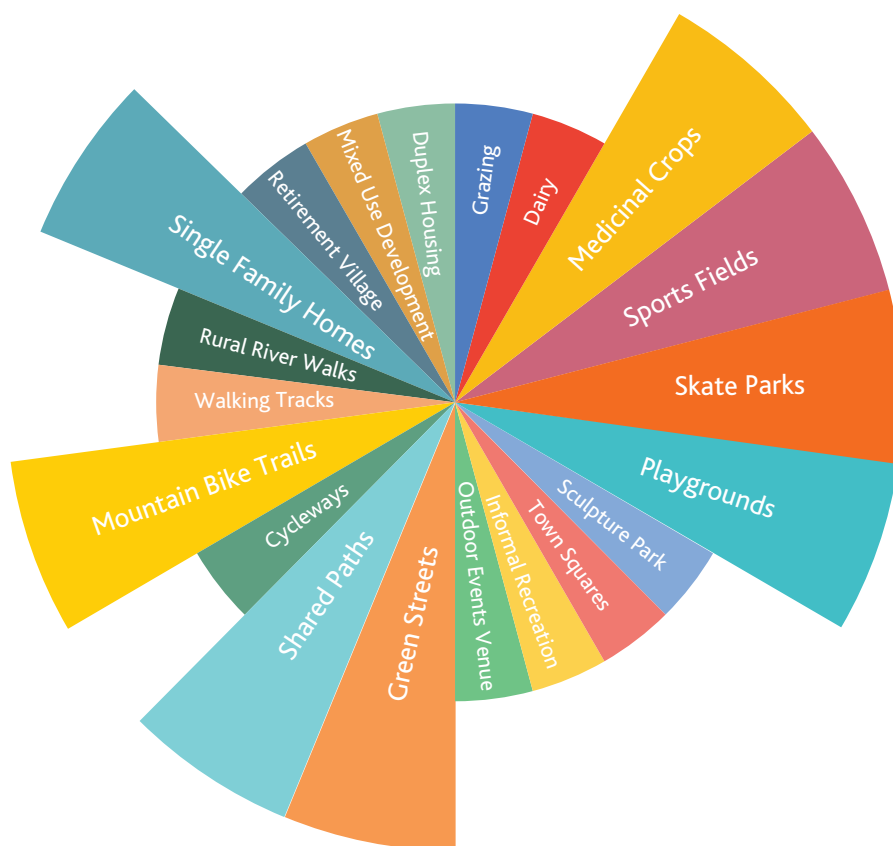 Grazing
Dairy
Medicinal Crops
Sports Fields
Skate Parks
Playgrounds
Sculpture Park
Town Squares
Informal Recreation
Outdoor Events Venue
Green Streets
Shared Paths
Cycleways
Mountain Bike Trails
Walking Tracks
Rural River Walks
Single Family Homes
Retirement Village
Mixed Use Development
Duplex Housing